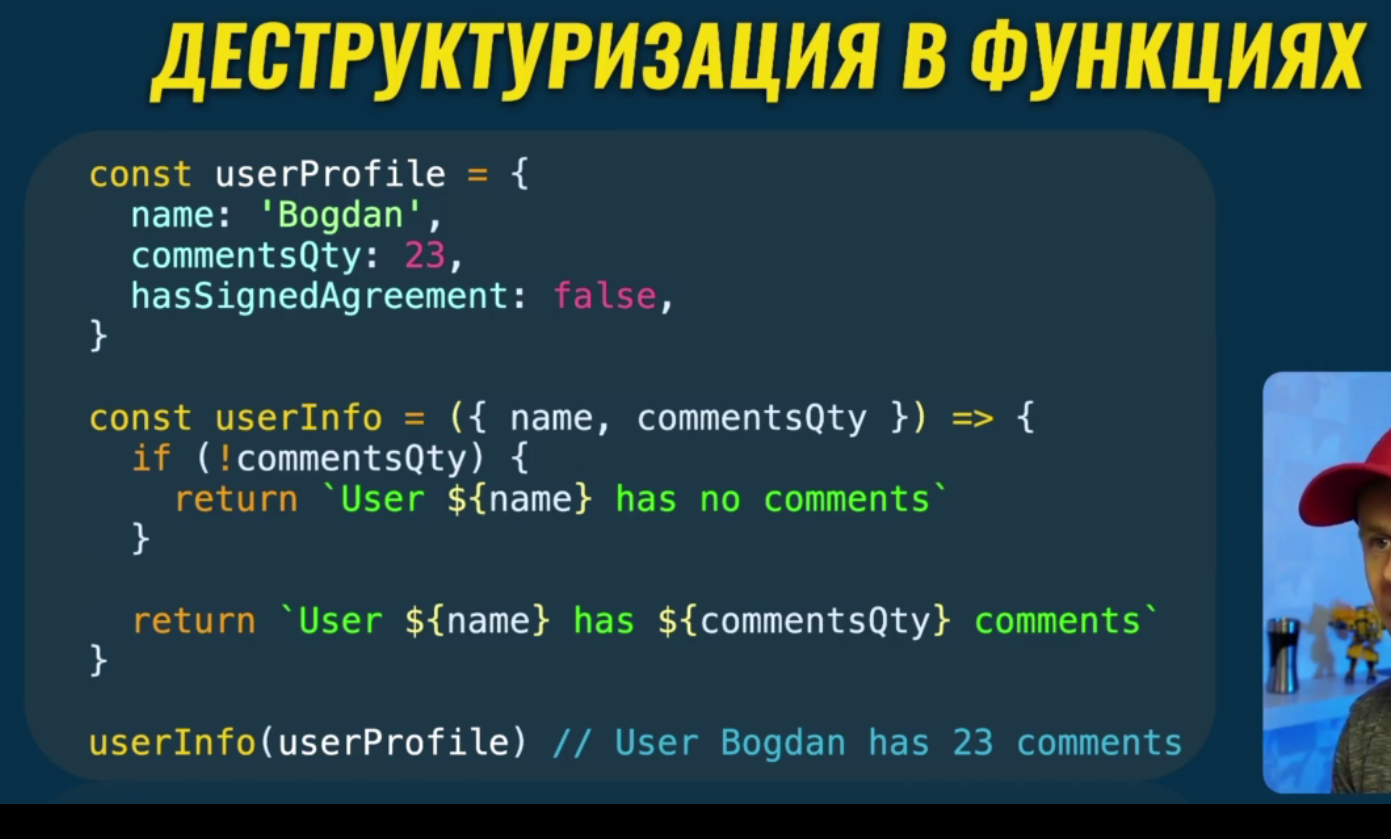 ДЕСТРУКТУРИЗАЦИЯ В ФУНКЦИЯХ
const userProfile = {
  name: 'Bogdan',
  commentsQty: 23,
  hasSignedAgreement: false,
}
const userInfo = ({ name, commentsQty }) => {
  if (!commentsQty) {
    return `User ${name} has no comments`
  }
  return `User ${name} has ${commentsQty} comments`
}
userInfo(userProfile) // User Bogdan has 23 comments